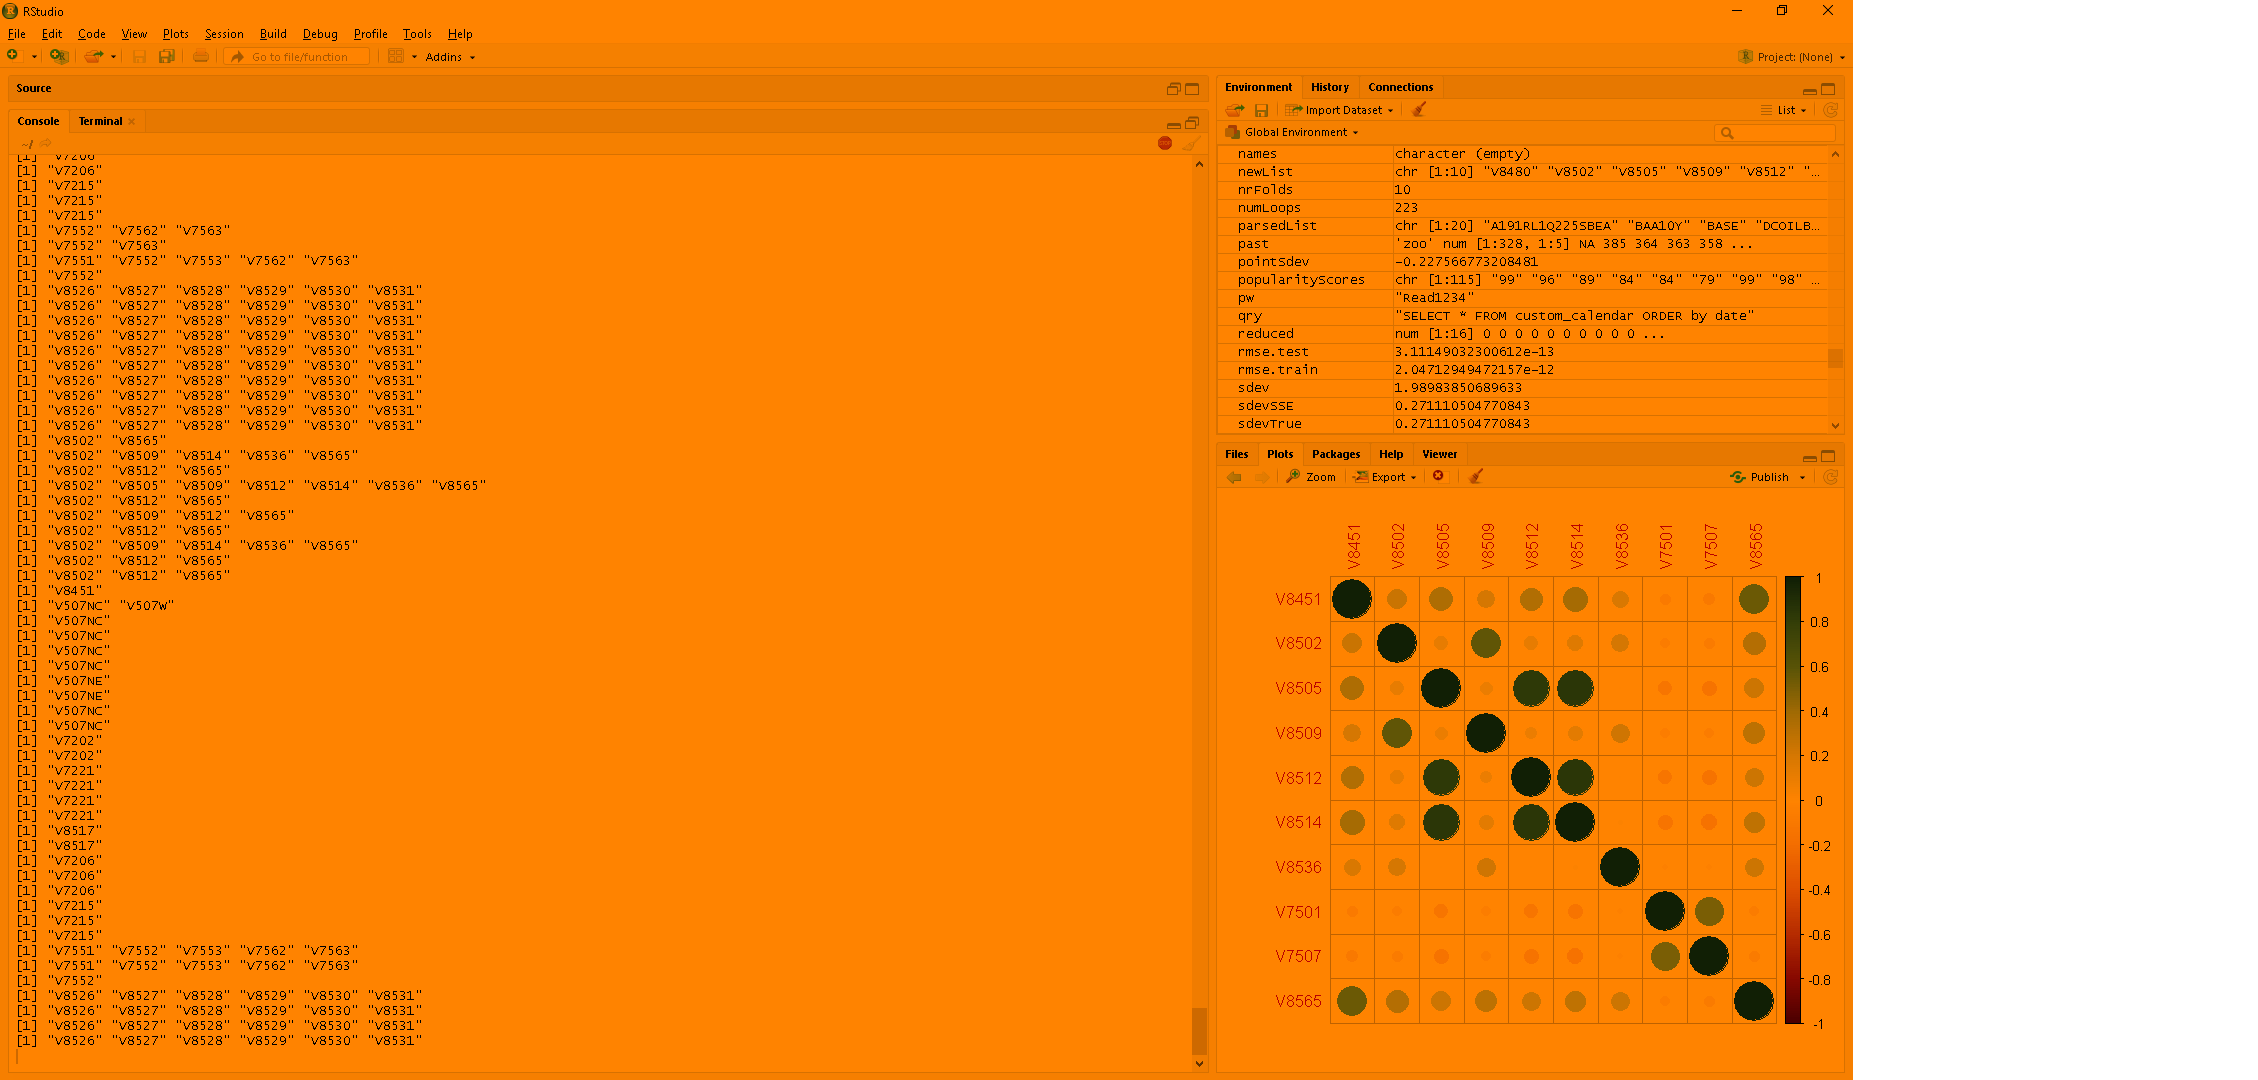 RStudio
File Edit Code View Plots Session Build Debug Profile Tools Help
Go to file/function Addins Project: (None)
Source
Console Terminal
~/
[1] "V7206"
[1] "V7206"
[1] "V7215"
[1] "V7215"
[1] "V7215"
[1] "V7552" "V7562" "V7563"
[1] "V7552" "V7563"
[1] "V7551" "V7552" "V7553" "V7562" "V7563"
[1] "V7552"
[1] "V8526" "V8527" "V8528" "V8529" "V8530" "V8531"
[1] "V8526" "V8527" "V8528" "V8529" "V8530" "V8531"
[1] "V8526" "V8527" "V8528" "V8529" "V8530" "V8531"
[1] "V8526" "V8527" "V8528" "V8529" "V8530" "V8531"
[1] "V8526" "V8527" "V8528" "V8529" "V8530" "V8531"
[1] "V8526" "V8527" "V8528" "V8529" "V8530" "V8531"
[1] "V8526" "V8527" "V8528" "V8529" "V8530" "V8531"
[1] "V8526" "V8527" "V8528" "V8529" "V8530" "V8531"
[1] "V8526" "V8527" "V8528" "V8529" "V8530" "V8531"
[1] "V8526" "V8527" "V8528" "V8529" "V8530" "V8531"
[1] "V8502" "V8565"
[1] "V8502" "V8509" "V8514" "V8536" "V8565"
[1] "V8502" "V8512" "V8565"
[1] "V8502" "V8505" "V8509" "V8512" "V8514" "V8536" "V8565"
[1] "V8502" "V8512" "V8565"
[1] "V8502" "V8509" "V8512" "V8565"
[1] "V8502" "V8512" "V8565"
[1] "V8502" "V8509" "V8514" "V8536" "V8565"
[1] "V8502" "V8512" "V8565"
[1] "V8502" "V8512" "V8565"
[1] "V8451"
[1] "V507NC" "V507W"
[1] "V507NC"
[1] "V507NC"
[1] "V507NC"
[1] "V507NC"
[1] "V507NE"
[1] "V507NE"
[1] "V507NC"
[1] "V507NC"
[1] "V7202"
[1] "V7202"
[1] "V7221"
[1] "V7221"
[1] "V7221"
[1] "V7221"
[1] "V8517"
[1] "V8517"
[1] "V7206"
[1] "V7206"
[1] "V7206"
[1] "V7215"
[1] "V7215"
[1] "V7215"
[1] "V7551" "V7552" "V7553" "V7562" "V7563"
[1] "V7551" "V7552" "V7553" "V7562" "V7563"
[1] "V7552"
[1] "V8526" "V8527" "V8528" "V8529" "V8530" "V8531"
[1] "V8526" "V8527" "V8528" "V8529" "V8530" "V8531"
[1] "V8526" "V8527" "V8528" "V8529" "V8530" "V8531"
[1] "V8526" "V8527" "V8528" "V8529" "V8530" "V8531"
Environment History Connections
Import Dataset List
Global Environment
names character (empty)
newList chr [1:10] "V8480" "V8502" "V8505" "V8509" "V8512" "...
nrFolds 10
numLoops 223
parsedList chr [1:20] "A191RL1Q225SBEA" "BAA10Y" "BASE" "DCOILB...
past 'zoo' num [1:328, 1:5] NA 385 364 363 358 ...
pointSdev -0.227566773208481
popularityScores chr [1:115] "99" "96" "89" "84" "84" "79" "99" "98" ...
pw "Read1234"
qry "SELECT * FROM custom_calendar ORDER by date"
reduced num [1:16] 0 0 0 0 0 0 0 0 0 0 ...
rmse.test 3.11149032300612e-13
rmse.train 2.04712949472157e-12
sdev 1.98983850689633
sdevSSE 0.271110504770843
sdevTrue 0.271110504770843
Files Plots Packages Help Viewer
Zoom Export Publish
V8451 V8502 V8505 V8509 V8512 V8514 V8536 V7501 V7507 V8565
V8451
V8502
V8505
V8509
V8512
V8514
V8536
V7501
V7507
V8565
1
0.8
0.6
0.4
0.2
0
-0.2
-0.4
-0.6
-0.8
-1